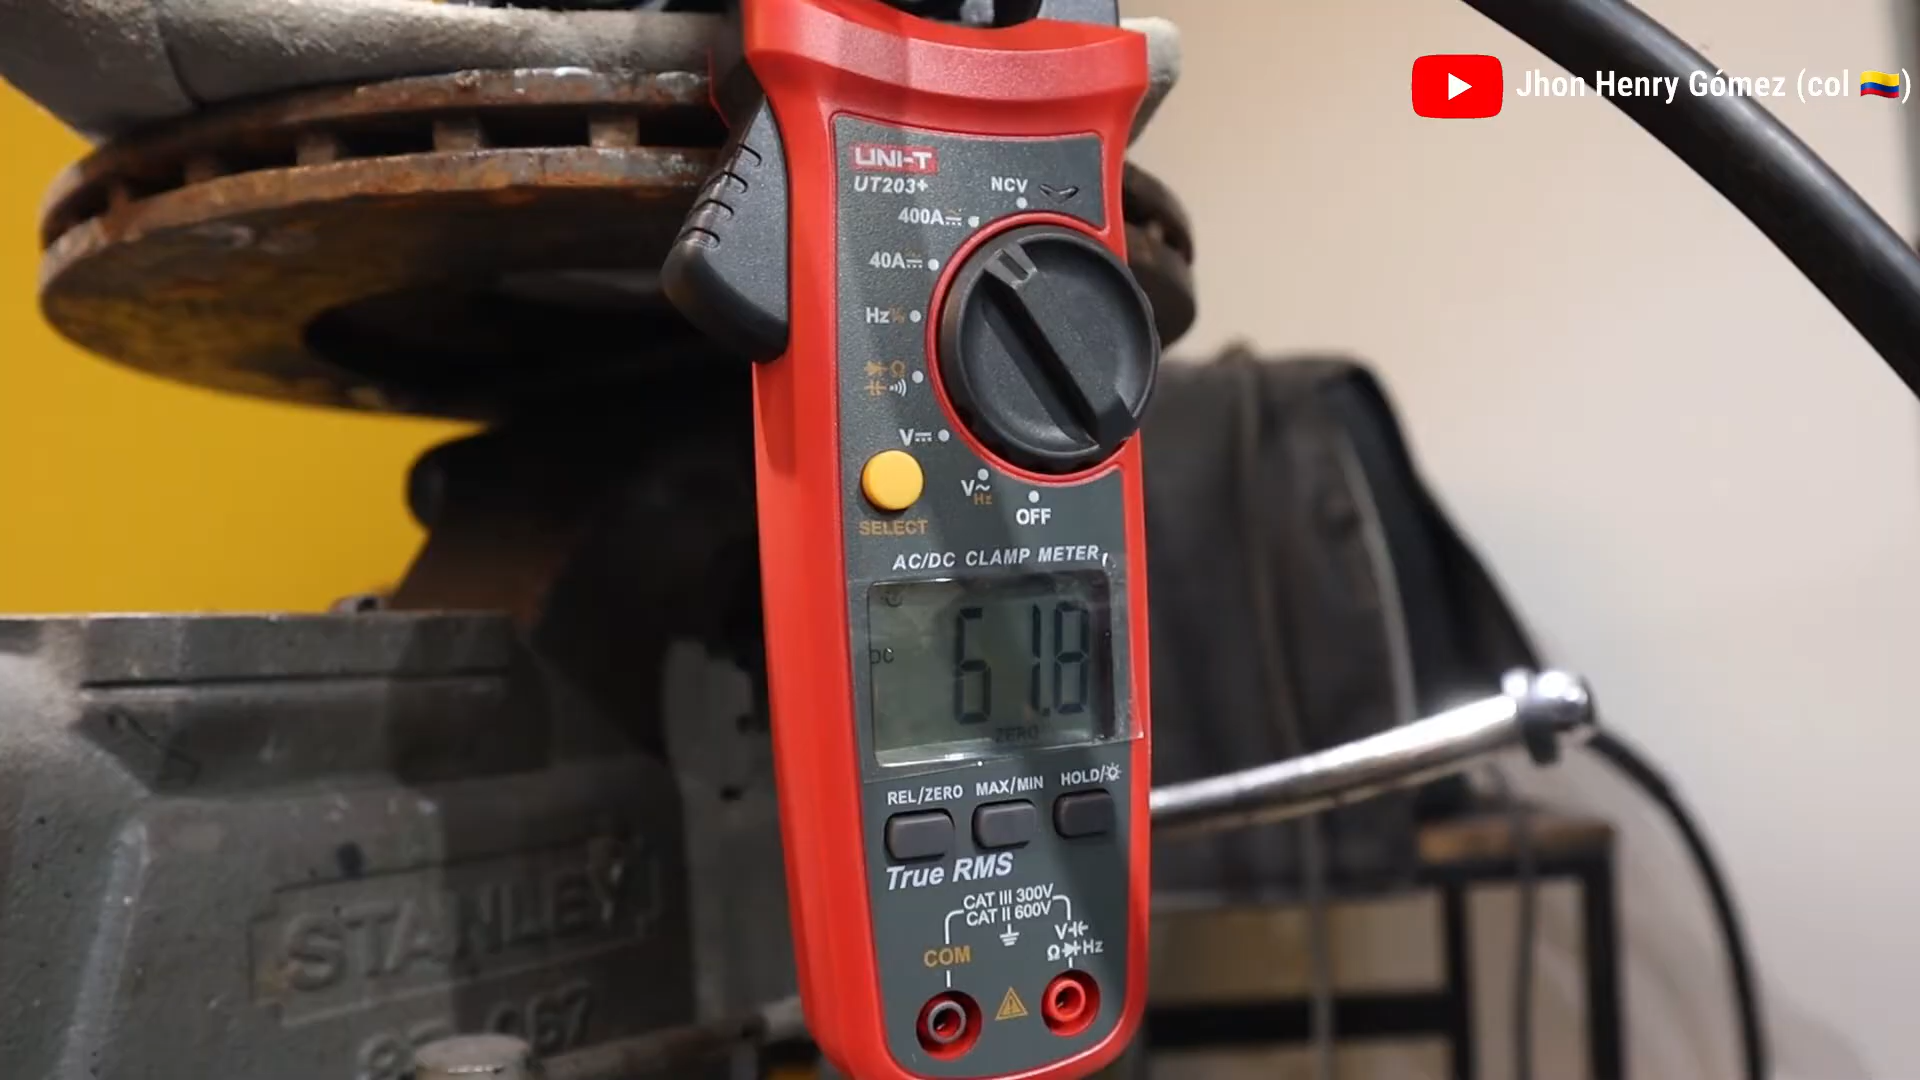 Jhon Henry Gómez (col 🇨🇴)
UNI-T
UT203+
NCV
400A
40A
Hz%
Ω
V
V~
Hz
OFF
SELECT
AC/DC CLAMP METER
DC
61.8
ZERO
REL/ZERO MAX/MIN HOLD/
True RMS
CAT III 300V
CAT II 600V
V
COM
Ω Hz
STANLEY